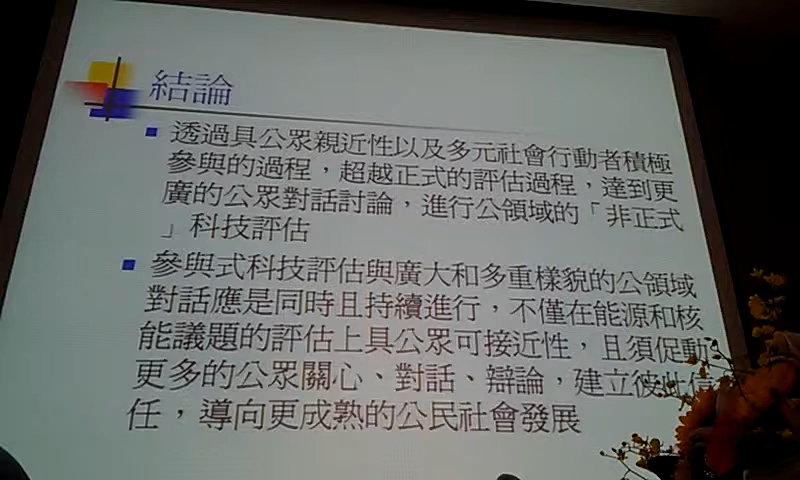 結論
透過具公眾親近性以及多元社會行動者積極
參與的過程，超越正式的評估過程，達到更
廣的公眾對話討論，進行公領域的「非正式
」科技評估
參與式科技評估與廣大和多重樣貌的公領域
對話應是同時且持續進行，不僅在能源和核
能議題的評估上具公眾可接近性，且須促動
更多的公眾關心、對話、辯論，建立彼此信
任，導向更成熟的公民社會發展